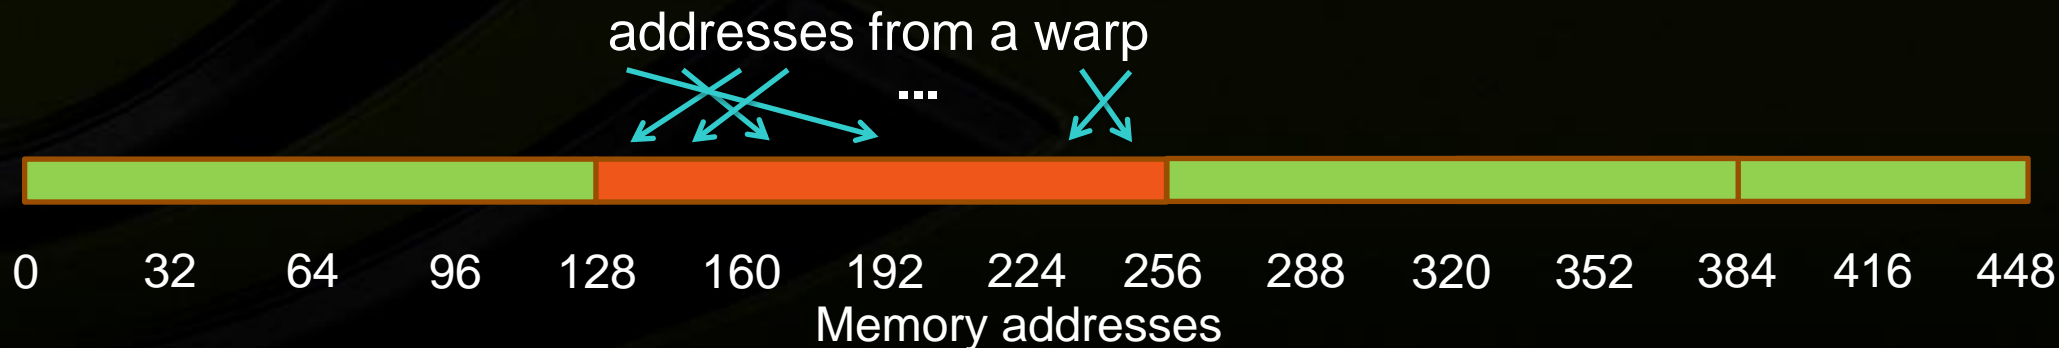 addresses from a warp
...
0 32 64 96 128 160 192 224 256 288 320 352 384 416 448
Memory addresses